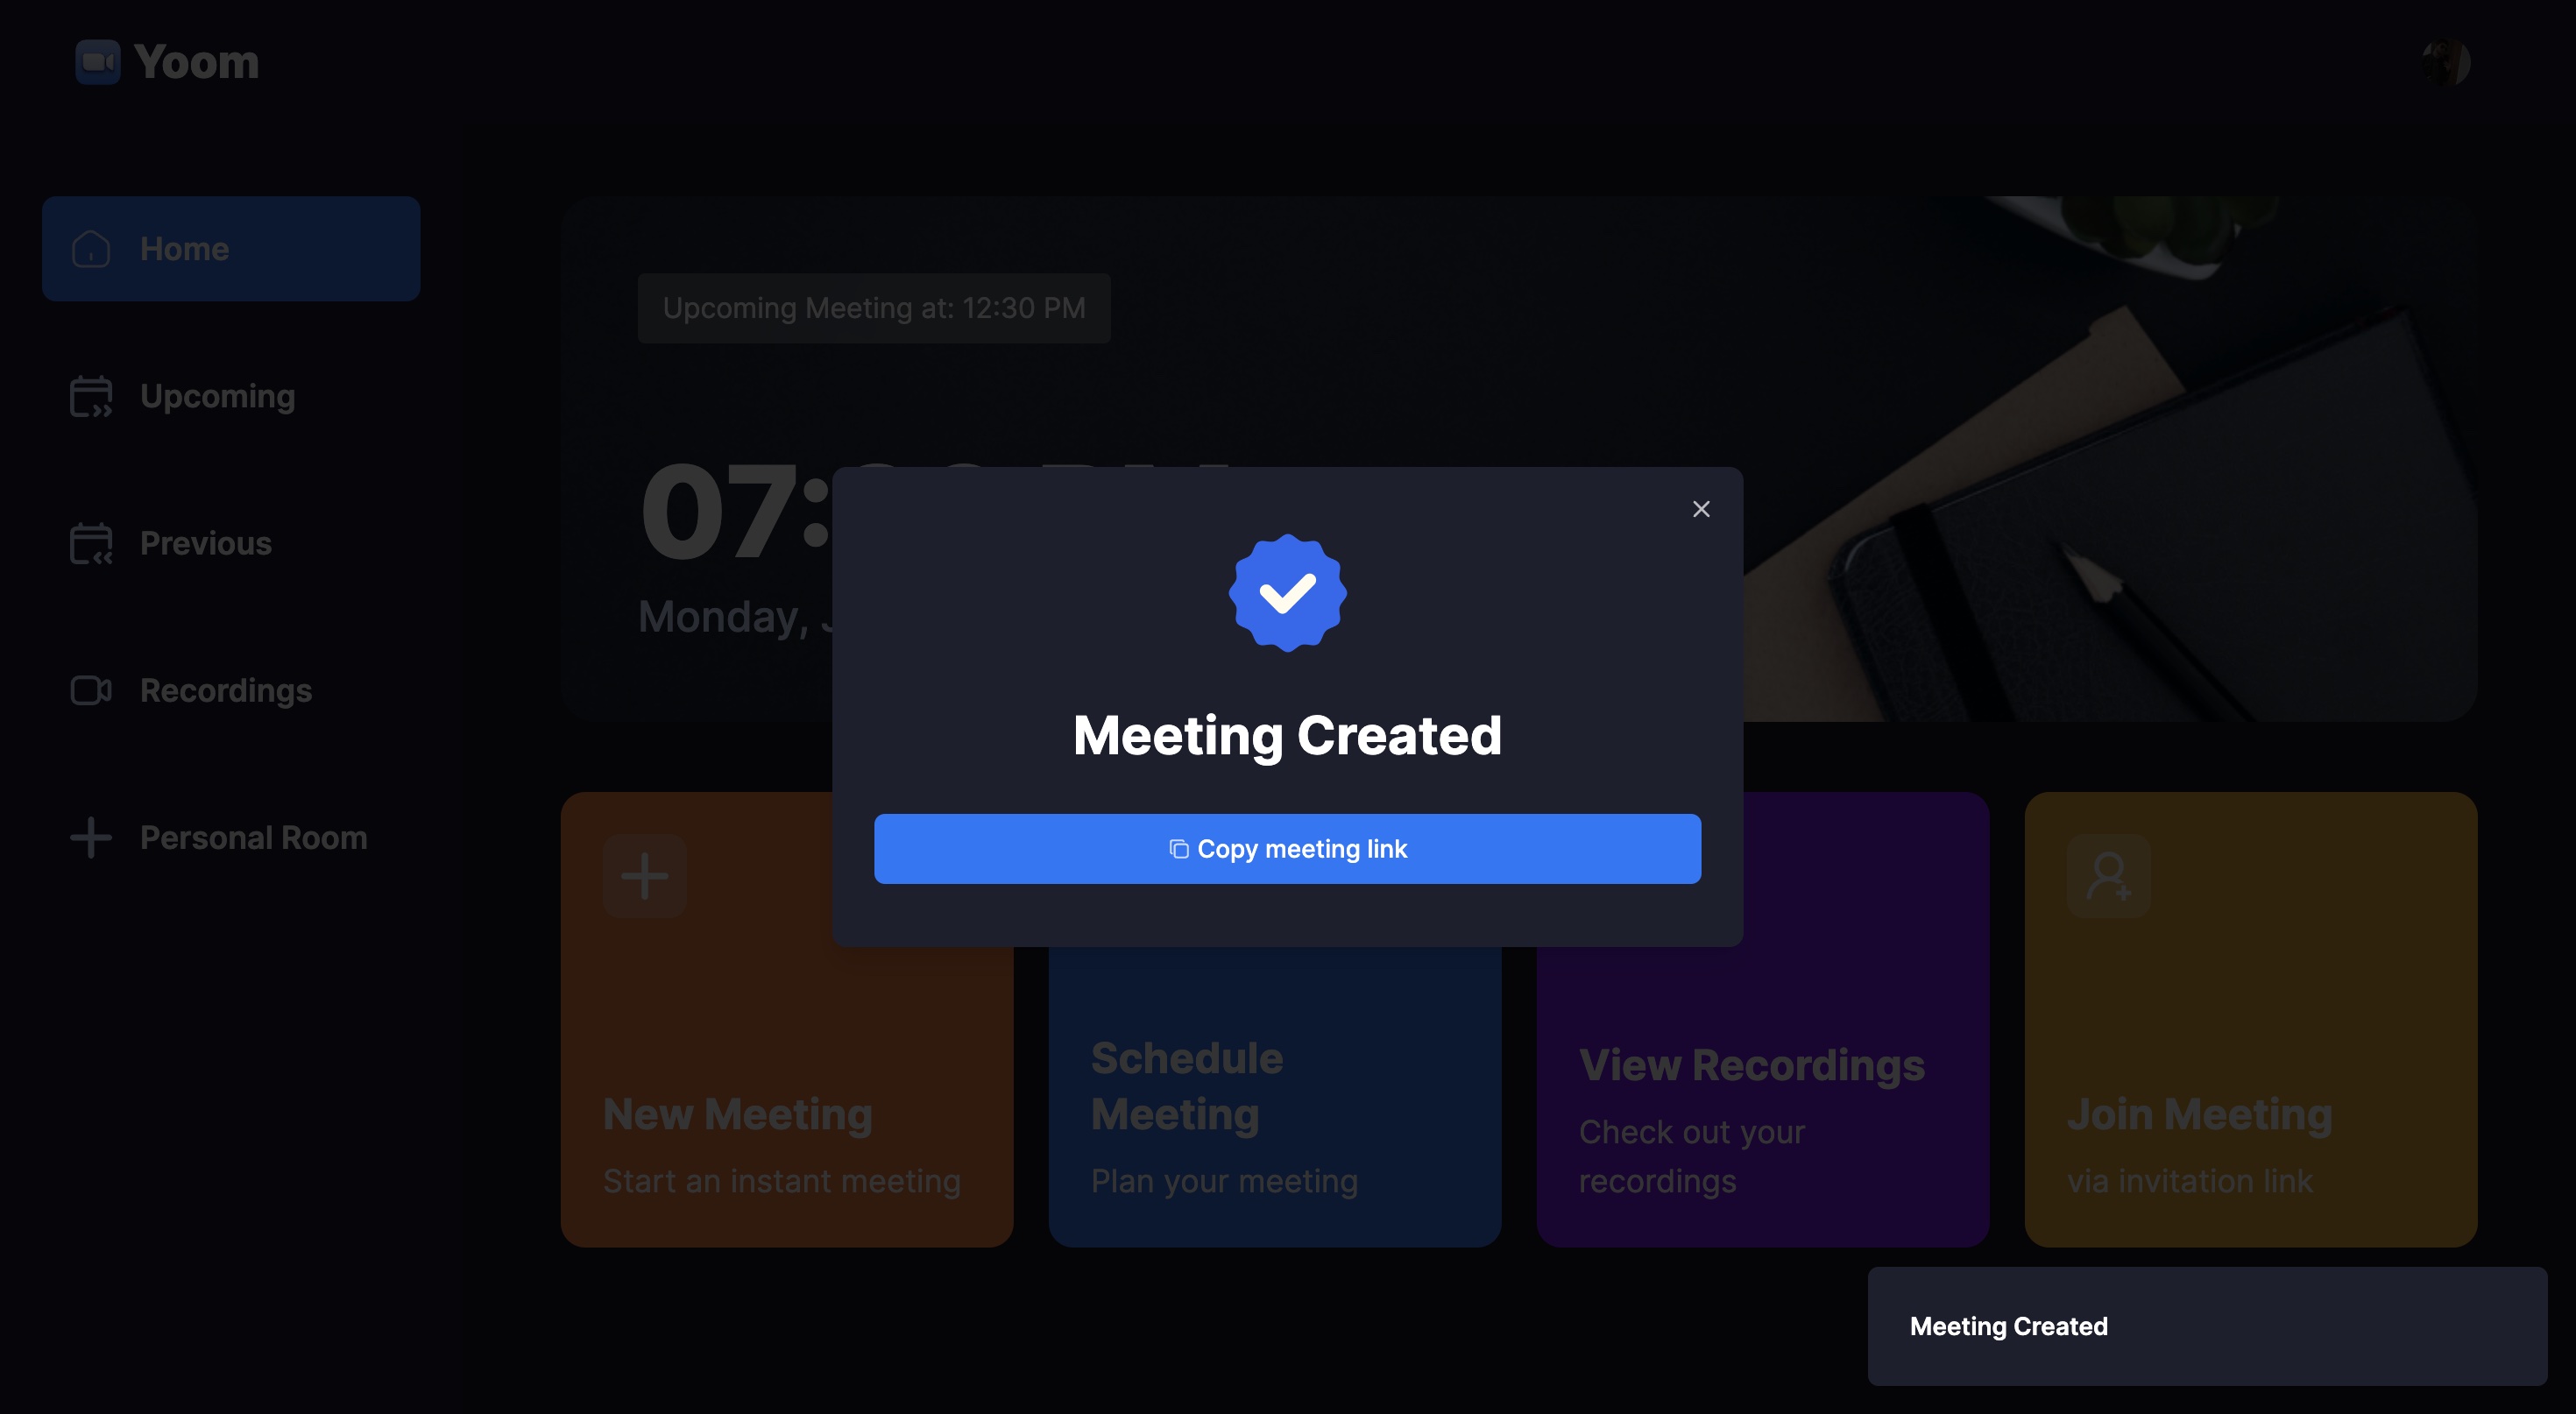 Yoom
Home
Upcoming
Previous
Recordings
Personal Room
Upcoming Meeting at: 12:30 PM
07:
Monday,
Meeting Created
Copy meeting link
New Meeting
Start an instant meeting
Schedule
Meeting
Plan your meeting
View Recordings
Check out your
recordings
Join Meeting
via invitation link
Meeting Created